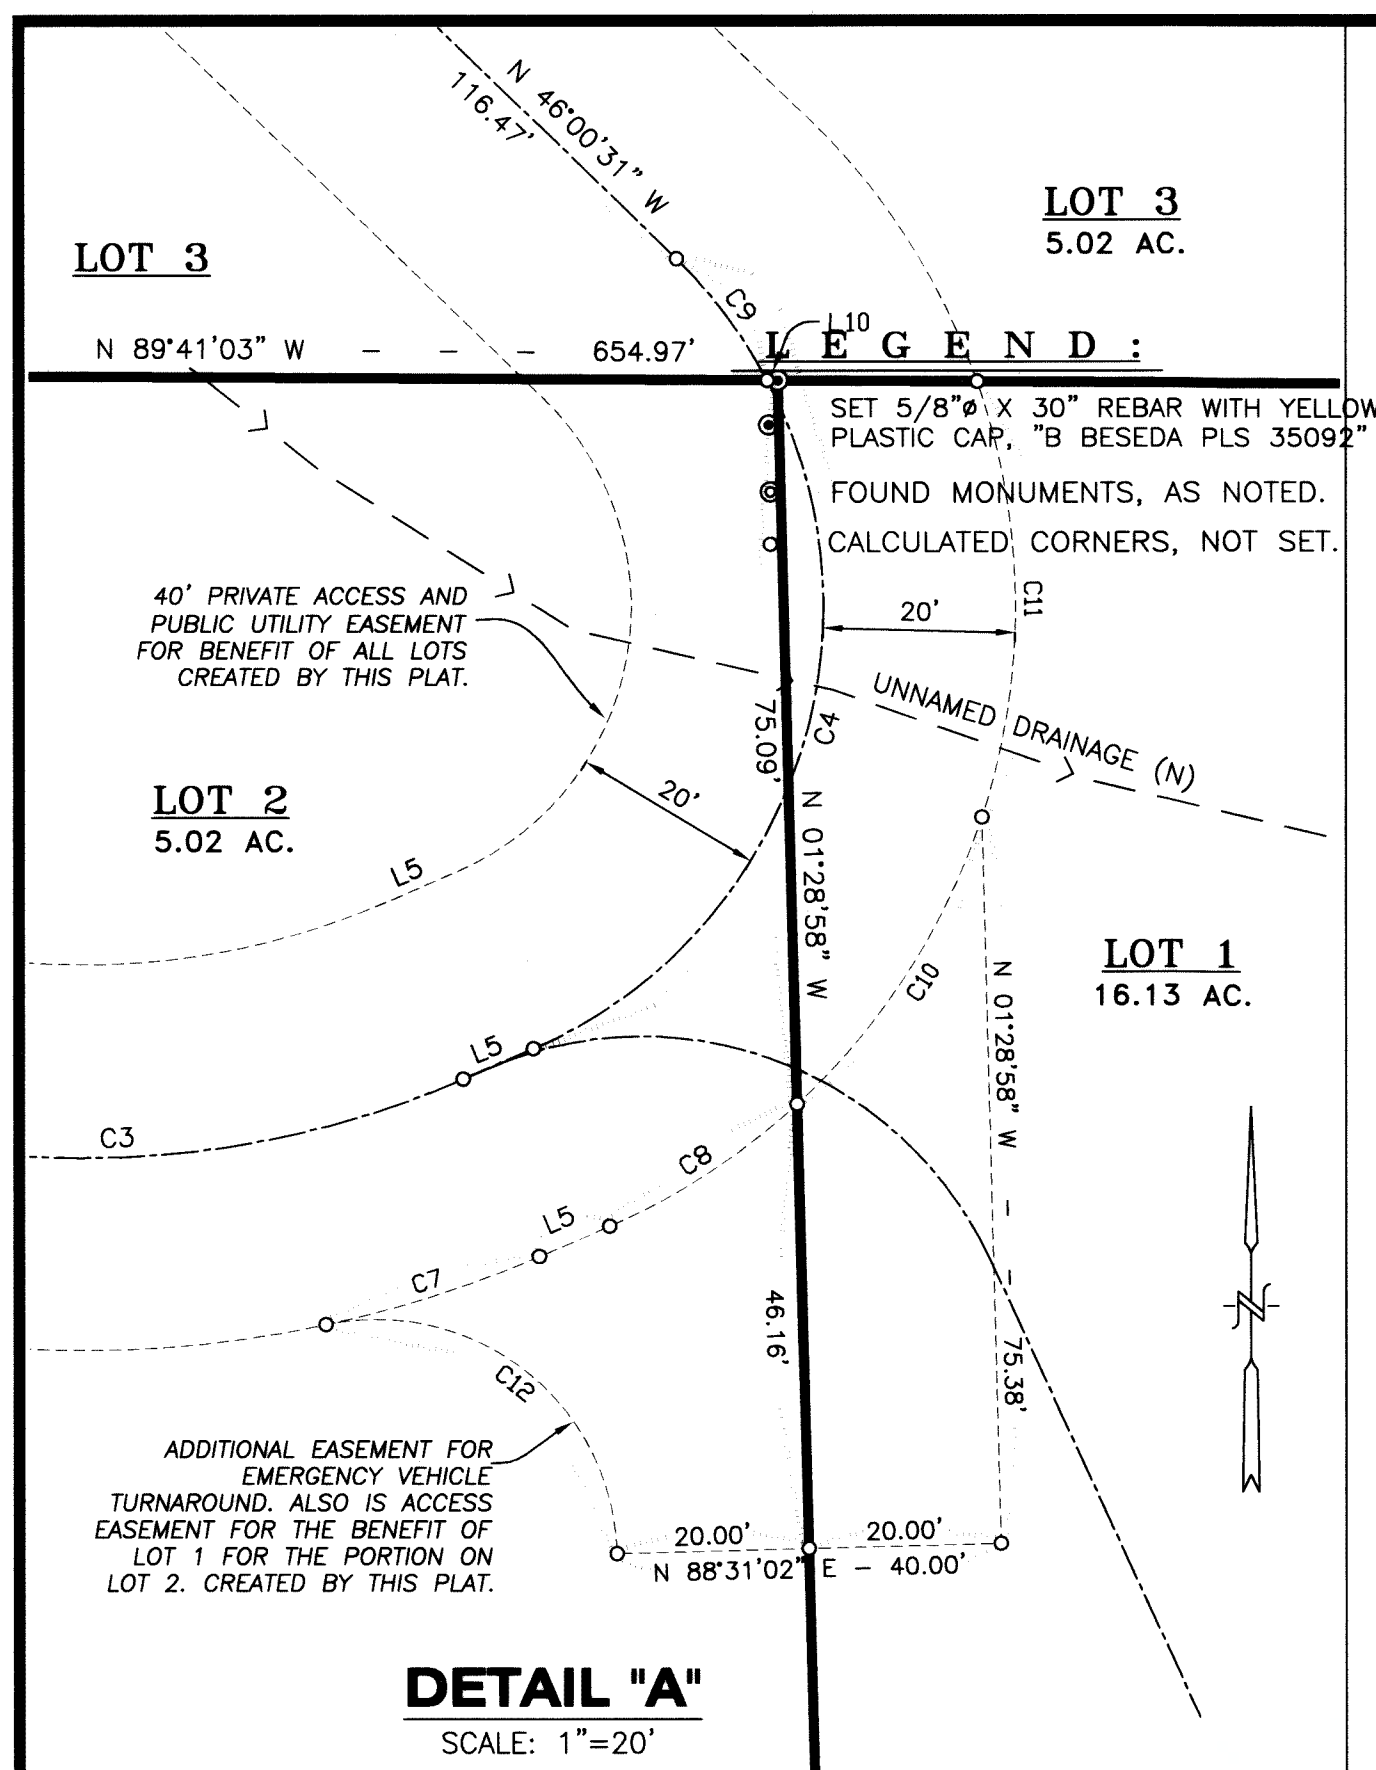 N 46°00'31" W
116.47'
LOT 3
5.02 AC.
LOT 3
C9
L10
N 89°41'03" W - - - 654.97'
L E G E N D :
SET 5/8"ø X 30" REBAR WITH YELLOW
PLASTIC CAP, "B BESEDA PLS 35092"
FOUND MONUMENTS, AS NOTED.
CALCULATED CORNERS, NOT SET.
40' PRIVATE ACCESS AND
PUBLIC UTILITY EASEMENT
FOR BENEFIT OF ALL LOTS
CREATED BY THIS PLAT.
20'
C11
UNNAMED DRAINAGE (N)
75.09'
C4
20'
LOT 2
5.02 AC.
L5
N 01°28'58" W
C10
LOT 1
16.13 AC.
N 01°28'58" W - - 75.38'
L5
C3
C8
L5
C7
46.16'
N
C12
ADDITIONAL EASEMENT FOR
EMERGENCY VEHICLE
TURNAROUND. ALSO IS ACCESS
EASEMENT FOR THE BENEFIT OF
LOT 1 FOR THE PORTION ON
LOT 2. CREATED BY THIS PLAT.
20.00' 20.00'
N 88°31'02" E - 40.00'
DETAIL "A"
SCALE: 1"=20'